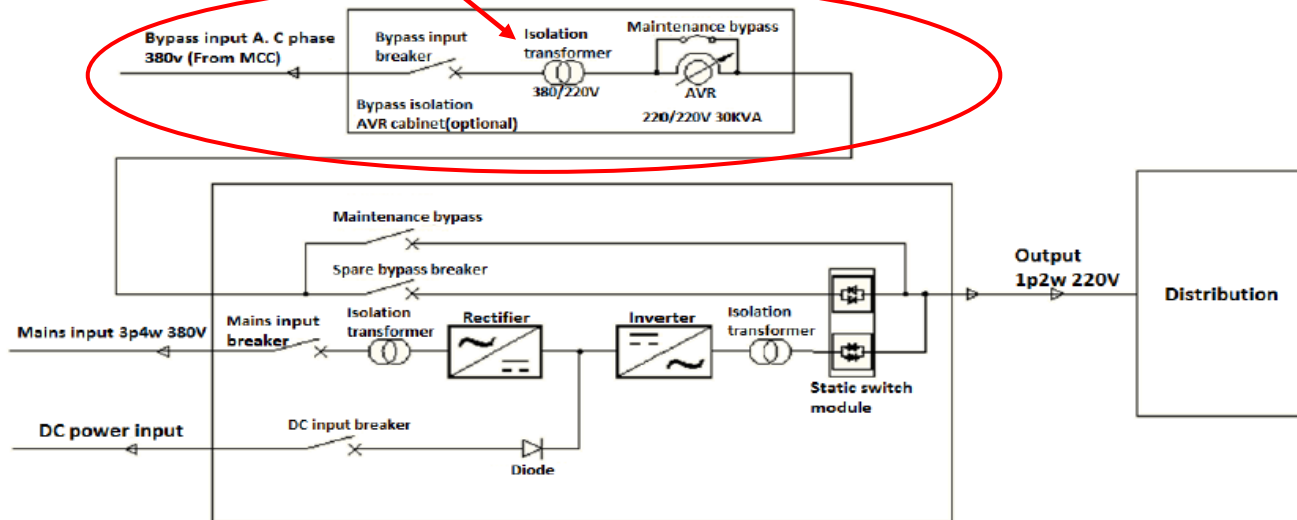 Bypass input A. C phase
380v (From MCC)
Bypass input
breaker
Isolation
transformer
380/220V
Maintenance bypass
AVR
220/220V 30KVA
Bypass isolation
AVR cabinet(optional)
Maintenance bypass
Spare bypass breaker
Mains input 3p4w 380V
Mains input
breaker
Isolation
transformer
Rectifier
Inverter
Isolation
transformer
Static switch
module
Output
1p2w 220V
Distribution
DC power input
DC input breaker
Diode